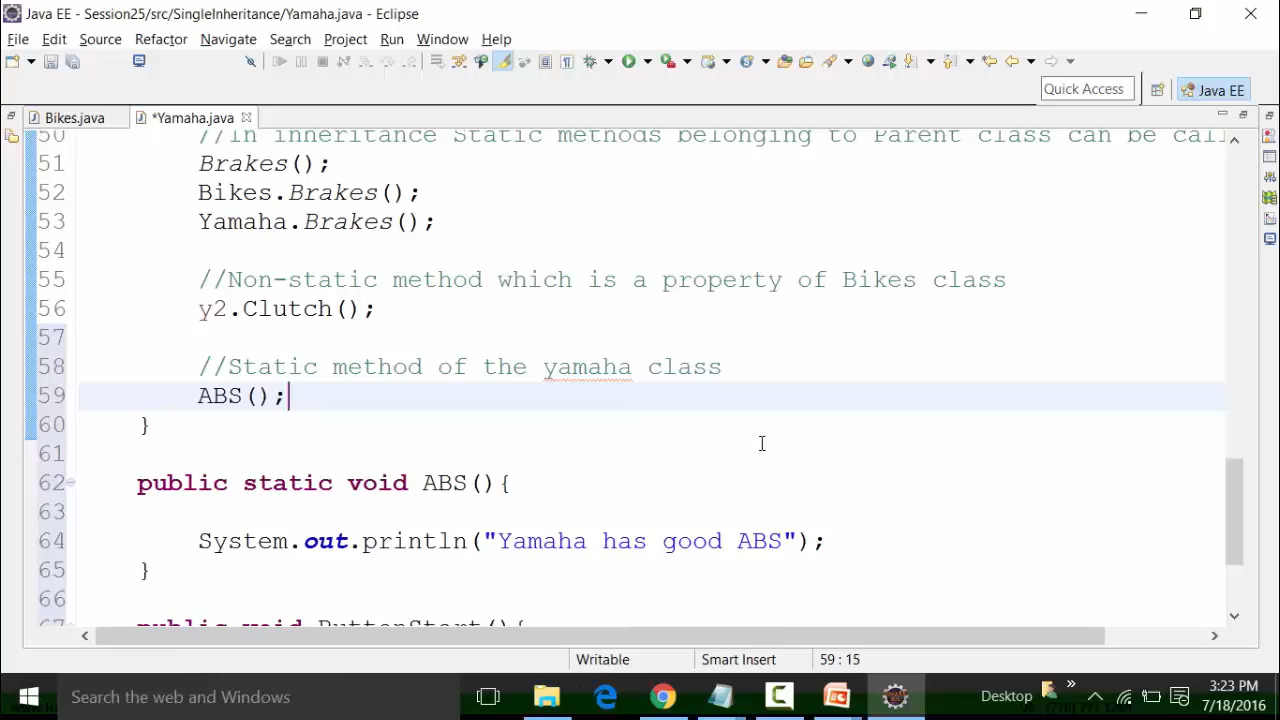 Java EE - Session25/src/SingleInheritance/Yamaha.java - Eclipse
File Edit Source Refactor Navigate Search Project Run Window Help
Quick Access
Java EE
Bikes.java
*Yamaha.java
50 //In inheritance Static methods belonging to Parent class can be cal
51 Brakes();
52 Bikes.Brakes();
53 Yamaha.Brakes();
54
55 //Non-static method which is a property of Bikes class
56 y2.Clutch();
57
58 //Static method of the yamaha class
59 ABS();
60 }
61
62 public static void ABS(){
63
64 System.out.println("Yamaha has good ABS");
65 }
66
67 public void ButtonStart(){
Writable Smart Insert 59 : 15
Search the web and Windows
Desktop
3:23 PM
7/18/2016